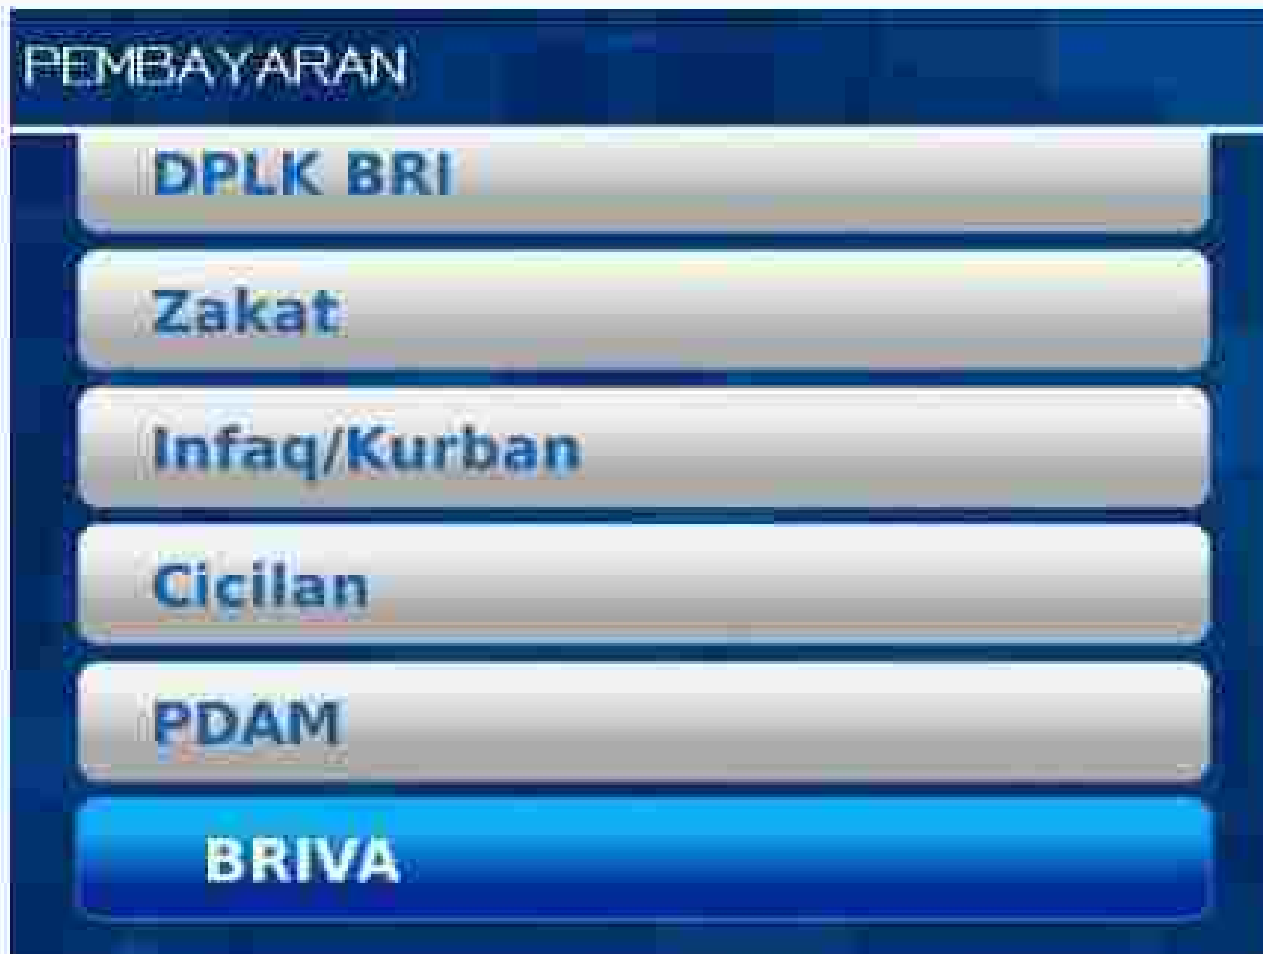 PEMBAYARAN
DPLK BRI
Zakat
Infaq/Kurban
Cicilan
PDAM
BRIVA